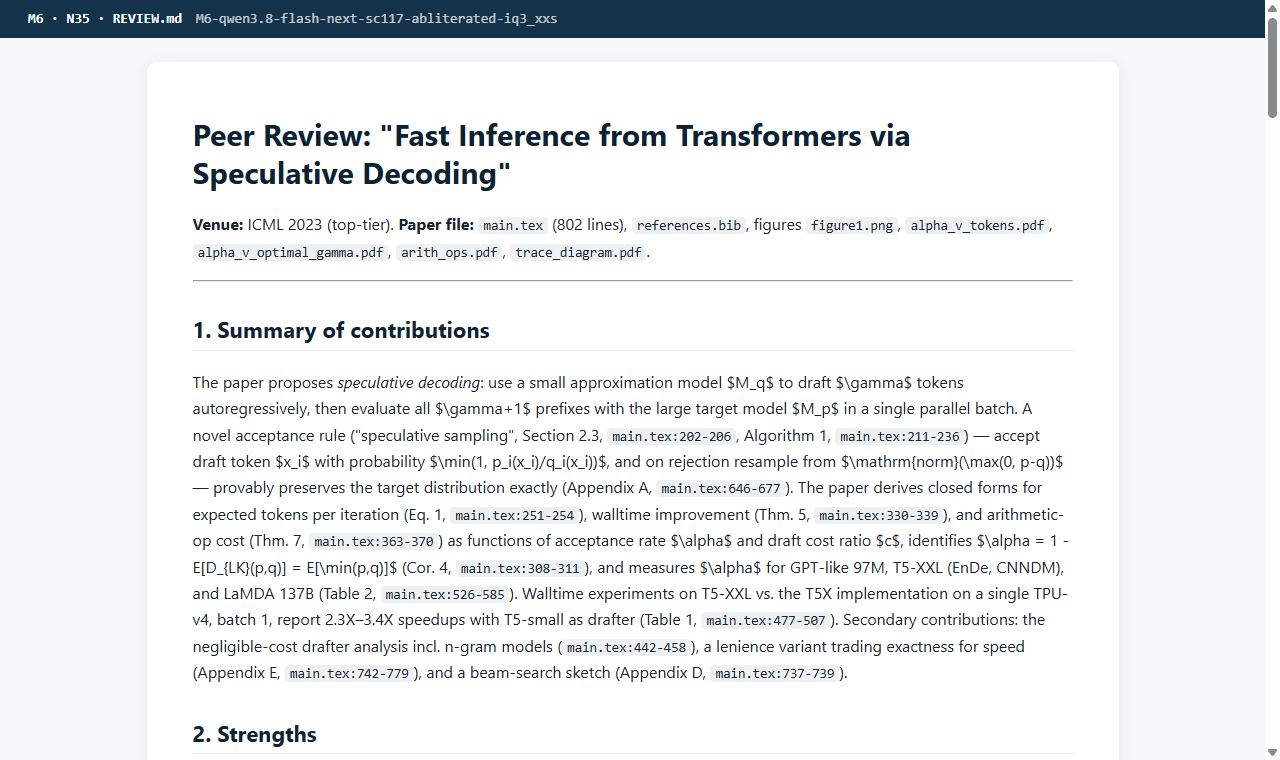 M6 • N35 • REVIEW.md M6-qwen3.8-flash-next-sc117-abliterated-iq3_xxs
Peer Review: "Fast Inference from Transformers via
Speculative Decoding"
Venue: ICML 2023 (top-tier). Paper file: main.tex (802 lines), references.bib, figures figure1.png, alpha_v_tokens.pdf,
alpha_v_optimal_gamma.pdf, arith_ops.pdf, trace_diagram.pdf.
1. Summary of contributions
The paper proposes speculative decoding: use a small approximation model $M_q$ to draft $\gamma$ tokens
autoregressively, then evaluate all $\gamma+1$ prefixes with the large target model $M_p$ in a single parallel batch. A
novel acceptance rule ("speculative sampling", Section 2.3, main.tex:202-206, Algorithm 1, main.tex:211-236) — accept
draft token $x_i$ with probability $\min(1, p_i(x_i)/q_i(x_i))$, and on rejection resample from $\mathrm{norm}(\max(0, p-q))$
— provably preserves the target distribution exactly (Appendix A, main.tex:646-677). The paper derives closed forms for
expected tokens per iteration (Eq. 1, main.tex:251-254), walltime improvement (Thm. 5, main.tex:330-339), and arithmetic-
op cost (Thm. 7, main.tex:363-370) as functions of acceptance rate $\alpha$ and draft cost ratio $c$, identifies $\alpha = 1 -
E[D_{LK}(p,q)] = E[\min(p,q)]$ (Cor. 4, main.tex:308-311), and measures $\alpha$ for GPT-like 97M, T5-XXL (EnDe, CNNDM),
and LaMDA 137B (Table 2, main.tex:526-585). Walltime experiments on T5-XXL vs. the T5X implementation on a single TPU-
v4, batch 1, report 2.3X–3.4X speedups with T5-small as drafter (Table 1, main.tex:477-507). Secondary contributions: the
negligible-cost drafter analysis incl. n-gram models (main.tex:442-458), a lenience variant trading exactness for speed
(Appendix E, main.tex:742-779), and a beam-search sketch (Appendix D, main.tex:737-739).
2. Strengths